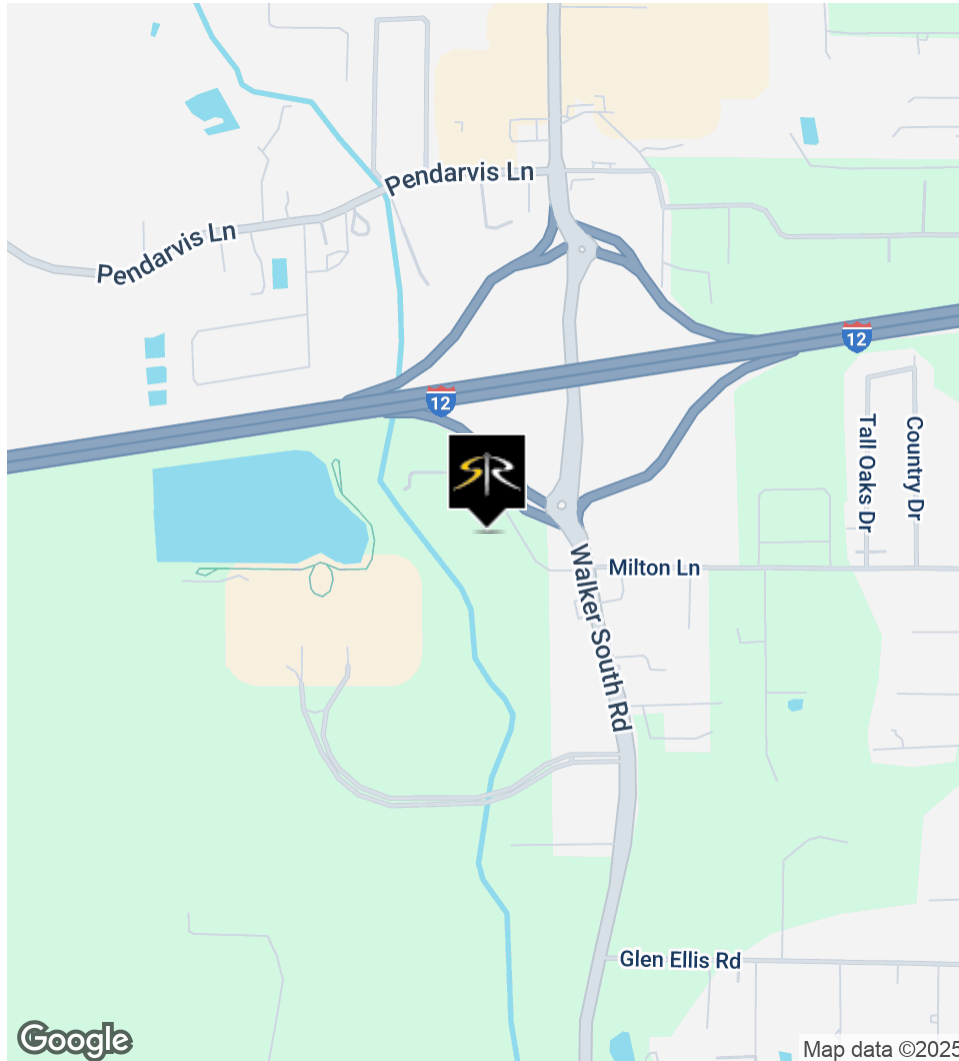 Pendarvis Ln
Pendarvis Ln
12
12
SR
Tall Oaks Dr
Country Dr
Milton Ln
Walker South Rd
Glen Ellis Rd
Google
Map data ©2025